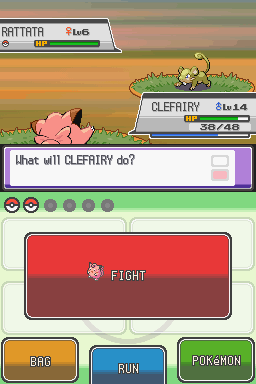 RATTATA ♀Lv6
HP
CLEFAIRY ♂Lv14
HP
38/48
What will CLEFAIRY do?
FIGHT
BAG
RUN
POKéMON